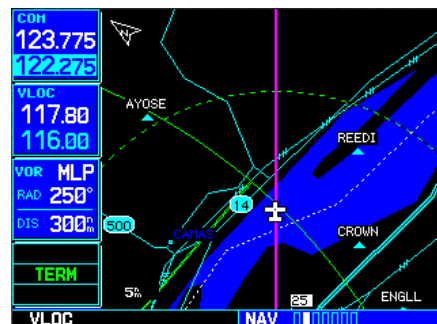 COM
123.775
122.275
VLOC
117.80
116.00
VOR MLP
RAD 250°
DIS 300nm
TERM
AYOSE
REEDI
14
500
CAMAS
CROWN
5nm
25
ENGLL
VLOC
NAV